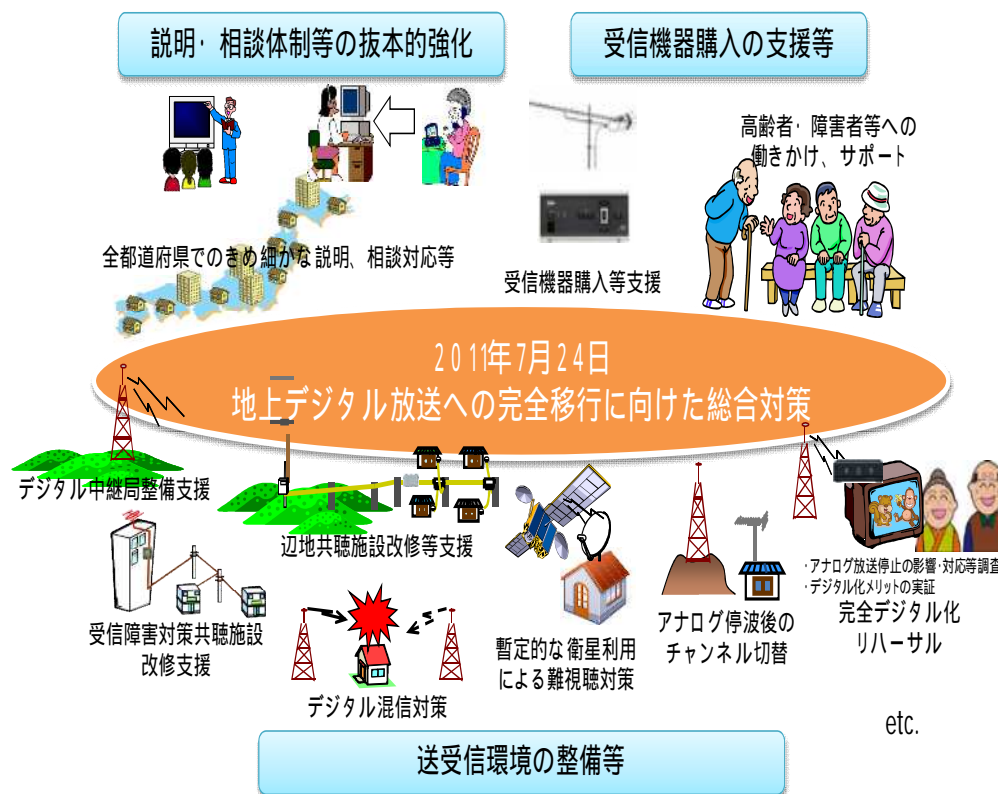 説明・相談体制等の抜本的強化
受信機器購入の支援等
高齢者・障害者等への
働きかけ、サポート
全都道府県でのきめ細かな説明、相談対応等
受信機器購入等支援
2011年7月24日
地上デジタル放送への完全移行に向けた総合対策
デジタル中継局整備支援
辺地共聴施設改修等支援
受信障害対策共聴施設
改修支援
デジタル混信対策
暫定的な衛星利用
による難視聴対策
アナログ停波後の
チャンネル切替
・アナログ放送停止の影響・対応等調査
・デジタル化メリットの実証
完全デジタル化
リハーサル
etc.
送受信環境の整備等